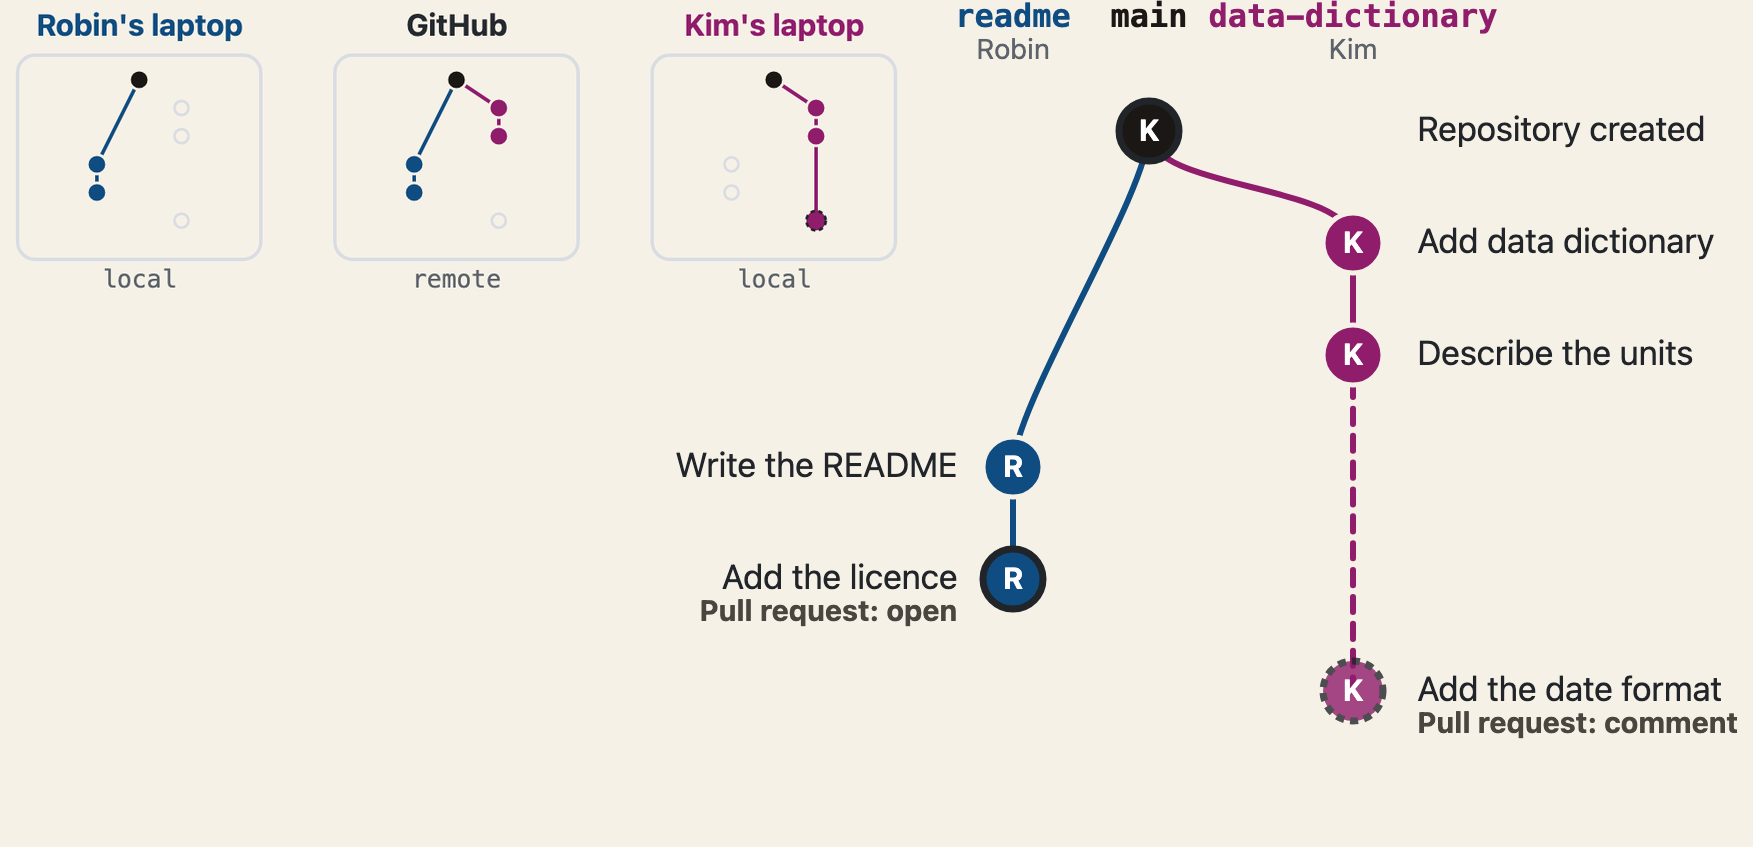 Robin's laptop
GitHub
Kim's laptop
local
remote
local
readme
main
data-dictionary
Robin
Kim
K
Repository created
K
Add data dictionary
K
Describe the units
Write the README
R
Add the licence
R
Pull request: open
K
Add the date format
Pull request: comment